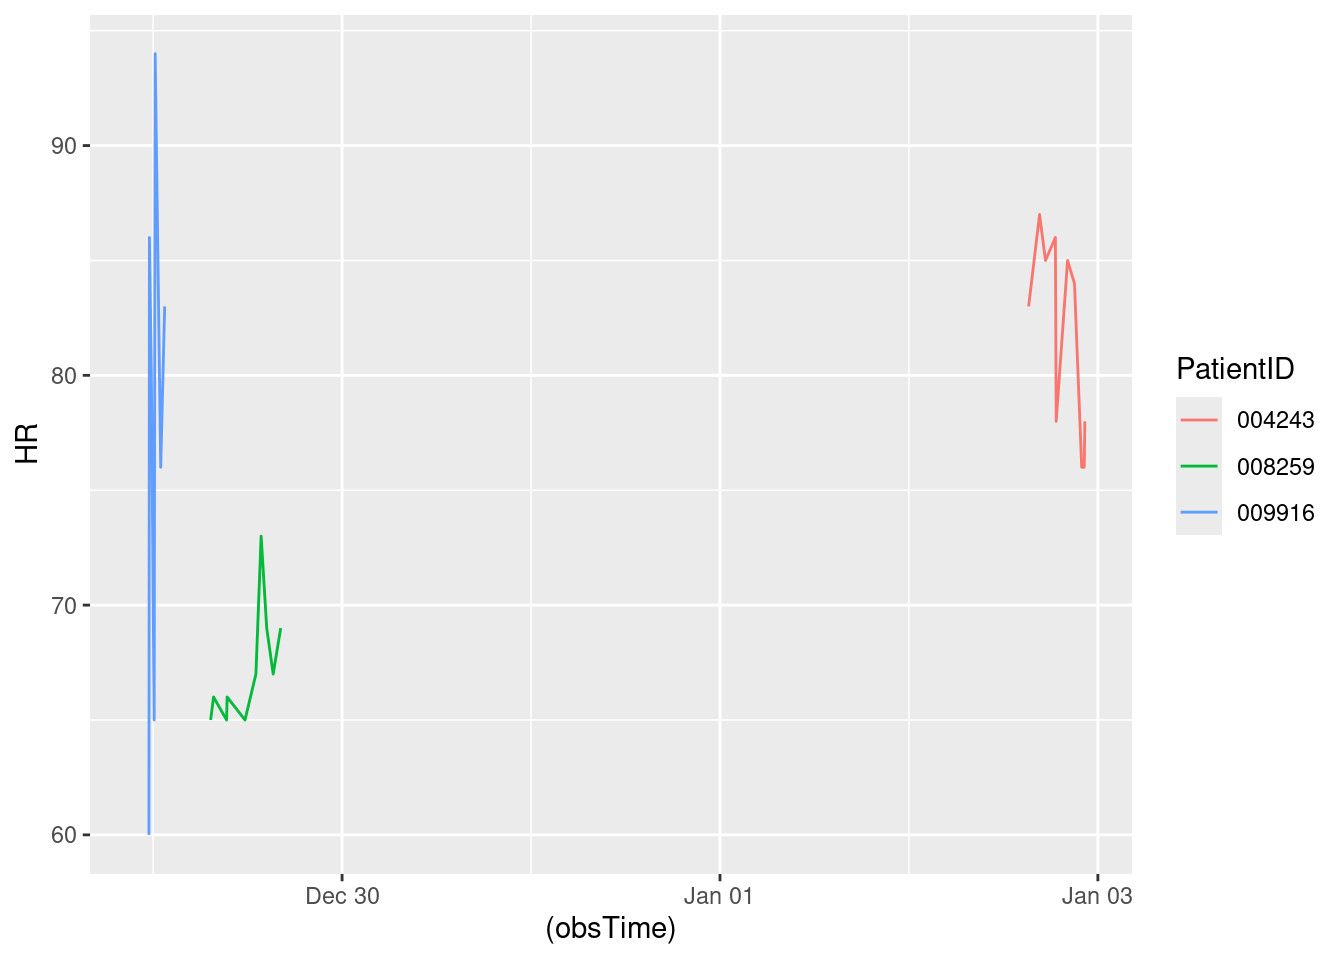 90
80
70
60
HR
Dec 30
Jan 01
Jan 03
(obsTime)
PatientID
004243
008259
009916